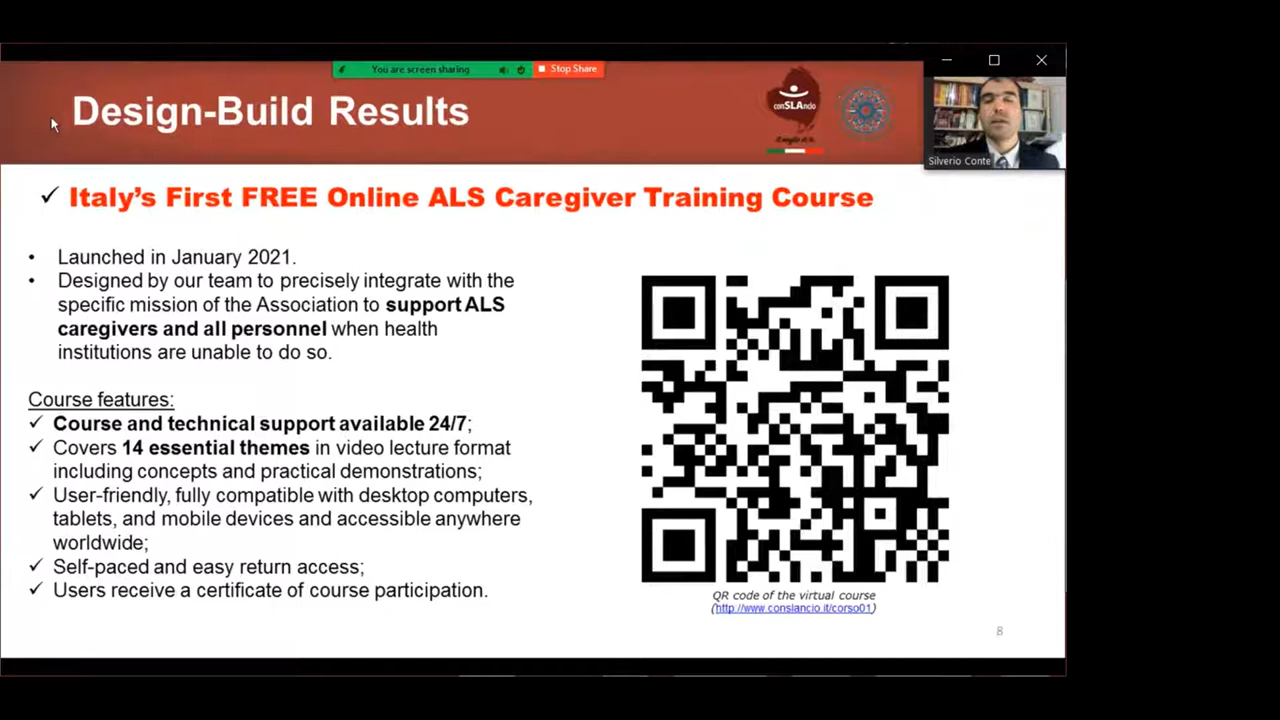 You are screen sharing
Stop Share
Design-Build Results
conSLAncio
Silverio Conte
✓ Italy's First FREE Online ALS Caregiver Training Course
• Launched in January 2021.
• Designed by our team to precisely integrate with the
specific mission of the Association to support ALS
caregivers and all personnel when health
institutions are unable to do so.
Course features:
✓ Course and technical support available 24/7;
✓ Covers 14 essential themes in video lecture format
including concepts and practical demonstrations;
✓ User-friendly, fully compatible with desktop computers,
tablets, and mobile devices and accessible anywhere
worldwide;
✓ Self-paced and easy return access;
✓ Users receive a certificate of course participation.
QR code of the virtual course
(http://www.conslancio.it/corso01)
8